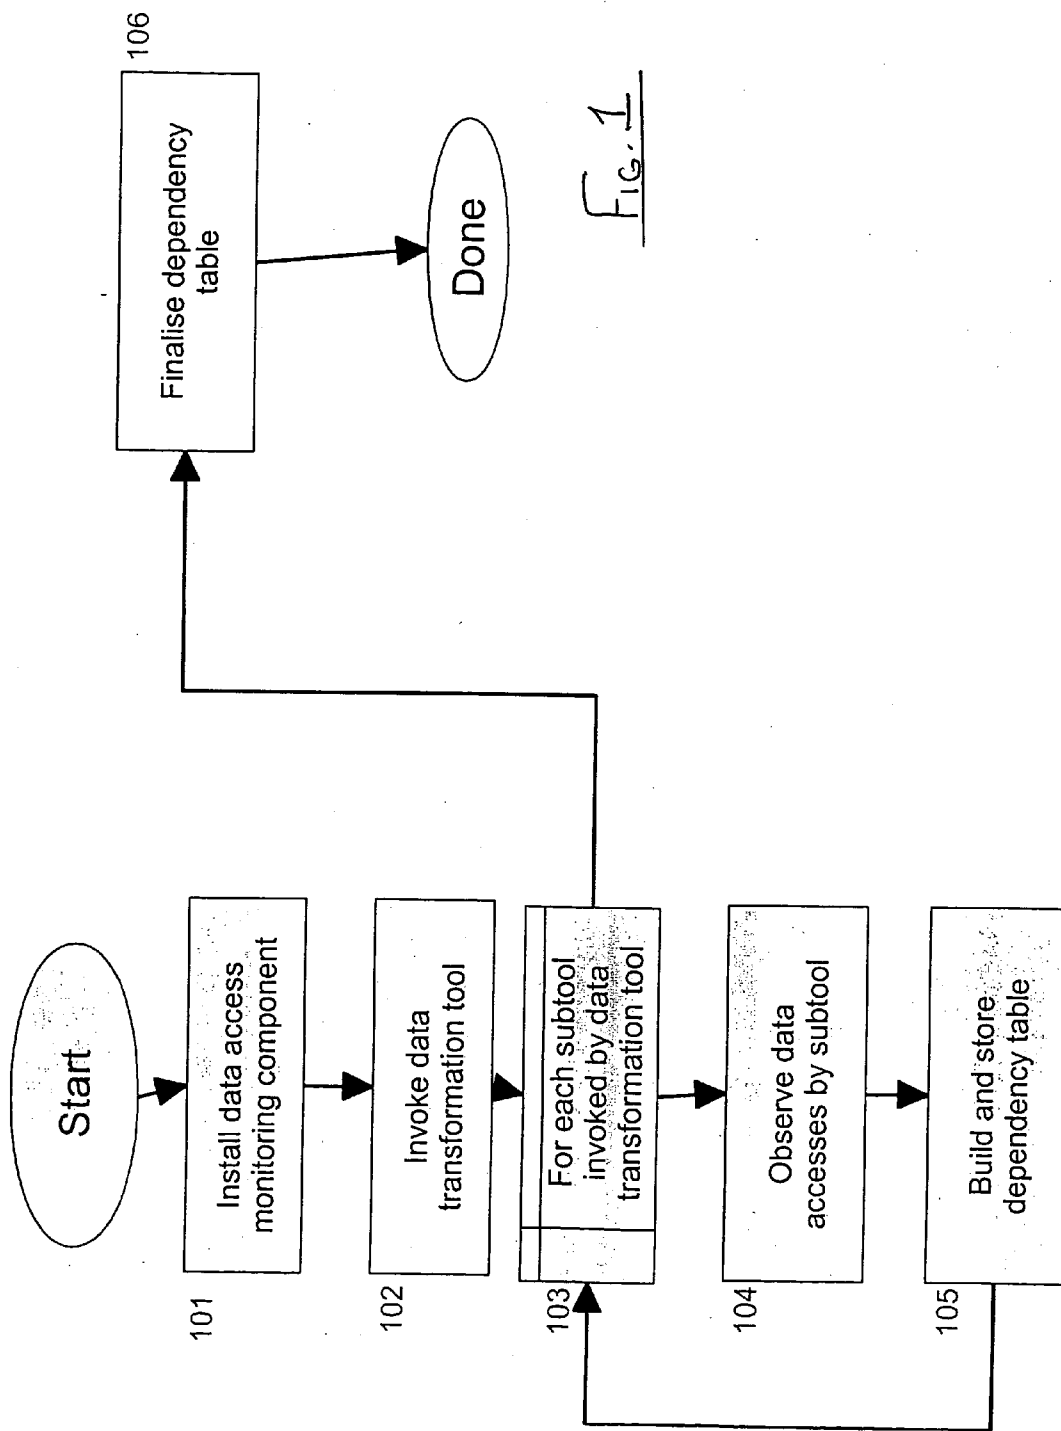 Start
101
Install data access
monitoring component
102
Invoke data
transformation tool
103
For each subtool
invoked by data
transformation tool
104
Observe data
accesses by subtool
105
Build and store
dependency table
106
Finalise dependency
table
Done
FIG. 1